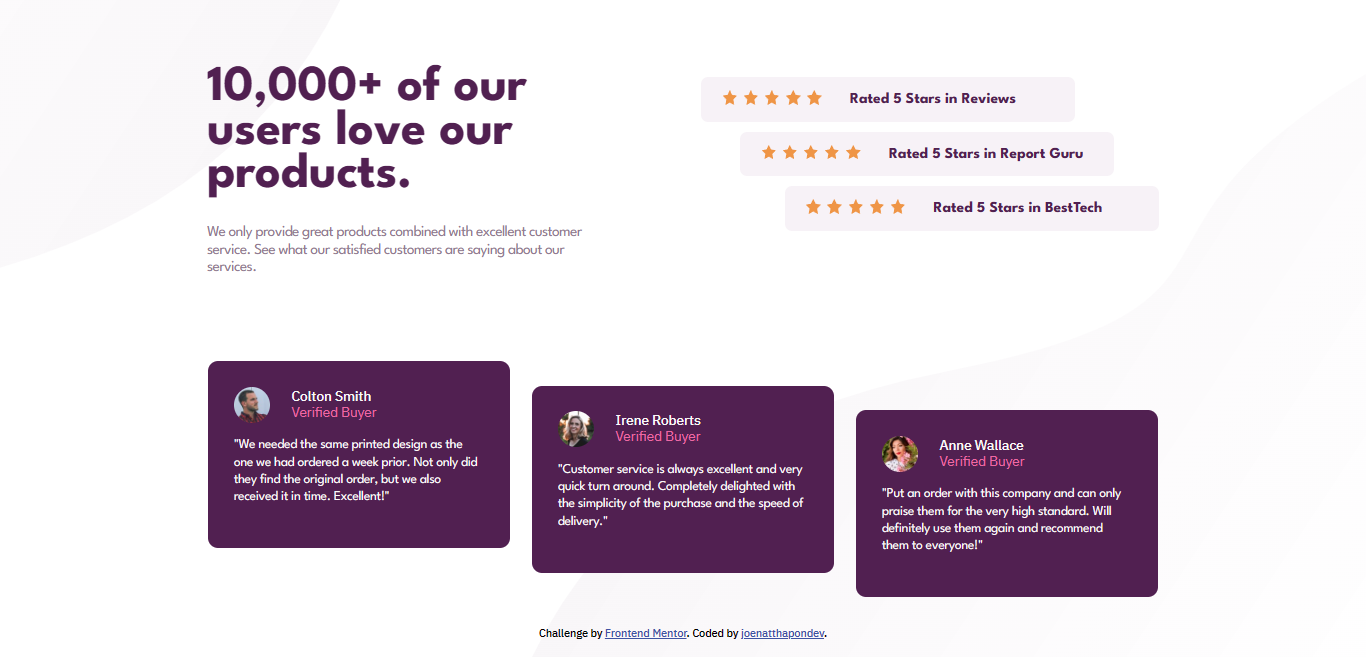 10,000+ of our
users love our
products.
We only provide great products combined with excellent customer
service. See what our satisfied customers are saying about our
services.
Rated 5 Stars in Reviews
Rated 5 Stars in Report Guru
Rated 5 Stars in BestTech
Colton Smith
Verified Buyer
"We needed the same printed design as the
one we had ordered a week prior. Not only did
they find the original order, but we also
received it in time. Excellent!"
Irene Roberts
Verified Buyer
"Customer service is always excellent and very
quick turn around. Completely delighted with
the simplicity of the purchase and the speed of
delivery."
Anne Wallace
Verified Buyer
"Put an order with this company and can only
praise them for the very high standard. Will
definitely use them again and recommend
them to everyone!"
Challenge by Frontend Mentor. Coded by joenatthapondev.